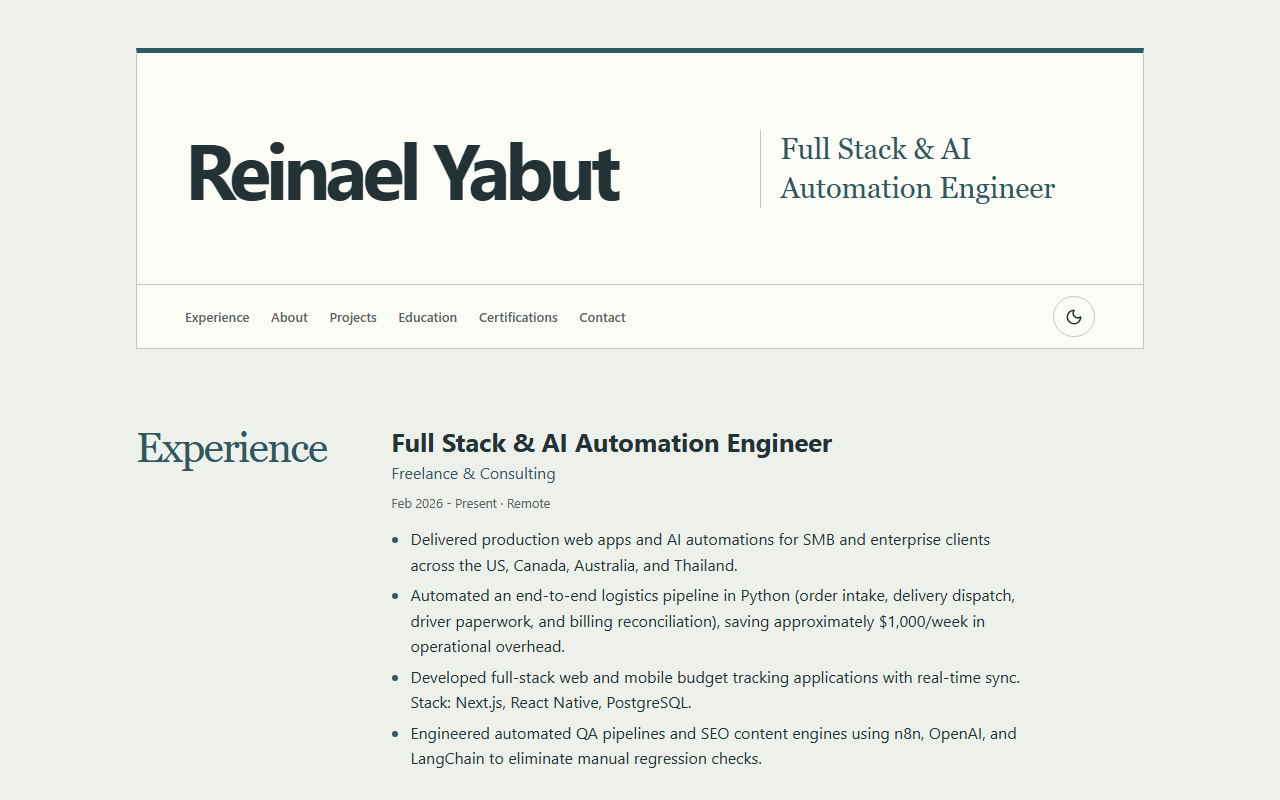 Reinael Yabut
Full Stack & AI
Automation Engineer
Experience
About
Projects
Education
Certifications
Contact
Experience
Full Stack & AI Automation Engineer
Freelance & Consulting
Feb 2026 - Present · Remote
Delivered production web apps and AI automations for SMB and enterprise clients
across the US, Canada, Australia, and Thailand.
Automated an end-to-end logistics pipeline in Python (order intake, delivery dispatch,
driver paperwork, and billing reconciliation), saving approximately $1,000/week in
operational overhead.
Developed full-stack web and mobile budget tracking applications with real-time sync.
Stack: Next.js, React Native, PostgreSQL.
Engineered automated QA pipelines and SEO content engines using n8n, OpenAI, and
LangChain to eliminate manual regression checks.